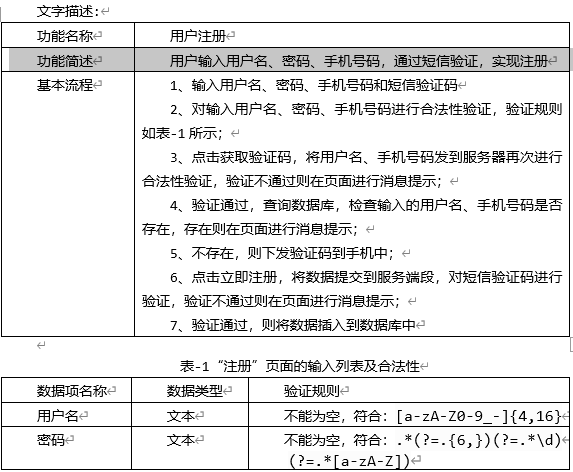 文字描述:
功能名称 用户注册
功能简述 用户输入用户名、密码、手机号码，通过短信验证，实现注册
基本流程 1、输入用户名、密码、手机号码和短信验证码
2、对输入用户名、密码、手机号码进行合法性验证，验证规则
如表-1 所示；
3、点击获取验证码，将用户名、手机号码发到服务器再次进行
合法性验证，验证不通过则在页面进行消息提示；
4、验证通过，查询数据库，检查输入的用户名、手机号码是否
存在，存在则在页面进行消息提示；
5、不存在，则下发验证码到手机中；
6、点击立即注册，将数据提交到服务端段，对短信验证码进行
验证，验证不通过则在页面进行消息提示；
7、验证通过，则将数据插入到数据库中
表-1“注册”页面的输入列表及合法性
数据项名称 数据类型 验证规则
用户名 文本 不能为空，符合：[a-zA-Z0-9_-]{4,16}
密码 文本 不能为空，符合：.*(?=.{6,})(?=.*\d)
(?=.*[a-zA-Z])